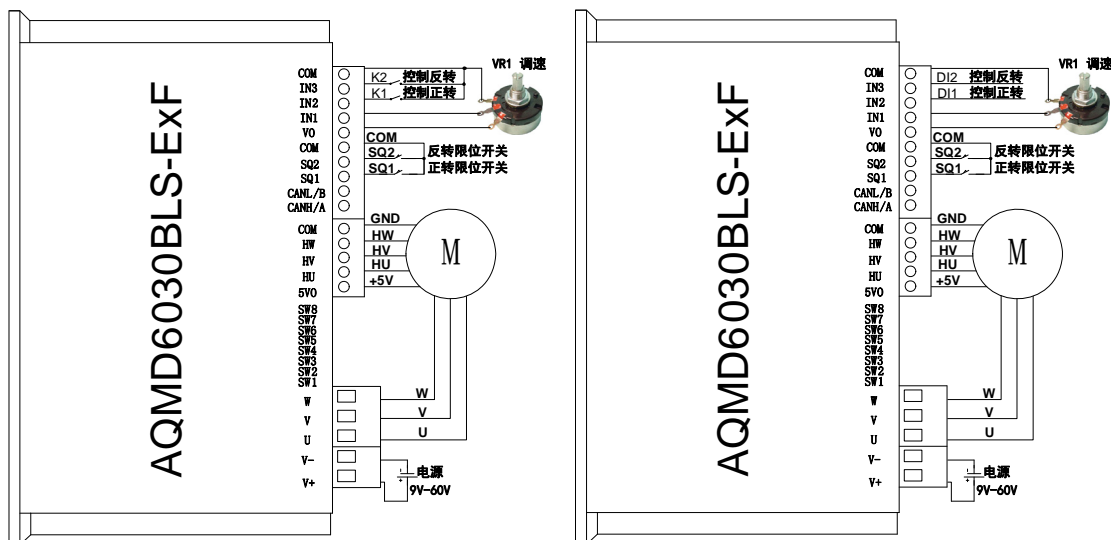 AQMD6030BLS-ExF
COM
IN3
IN2
IN1
VO
COM
SQ2
SQ1
CANL/B
CANH/A
COM
HW
HV
HU
5VO
SW8
SW7
SW6
SW5
SW4
SW3
SW2
SW1
W
V
U
V-
V+
VR1 调速
K2 控制反转
K1 控制正转
COM
SQ2 反转限位开关
SQ1 正转限位开关
GND
HW
HV
HU
+5V
M
W
V
U
电源
9V-60V
AQMD6030BLS-ExF
COM
IN3
IN2
IN1
VO
COM
SQ2
SQ1
CANL/B
CANH/A
COM
HW
HV
HU
5VO
SW8
SW7
SW6
SW5
SW4
SW3
SW2
SW1
W
V
U
V-
V+
VR1 调速
DI2 控制反转
DI1 控制正转
COM
SQ2 反转限位开关
SQ1 正转限位开关
GND
HW
HV
HU
+5V
M
W
V
U
电源
9V-60V